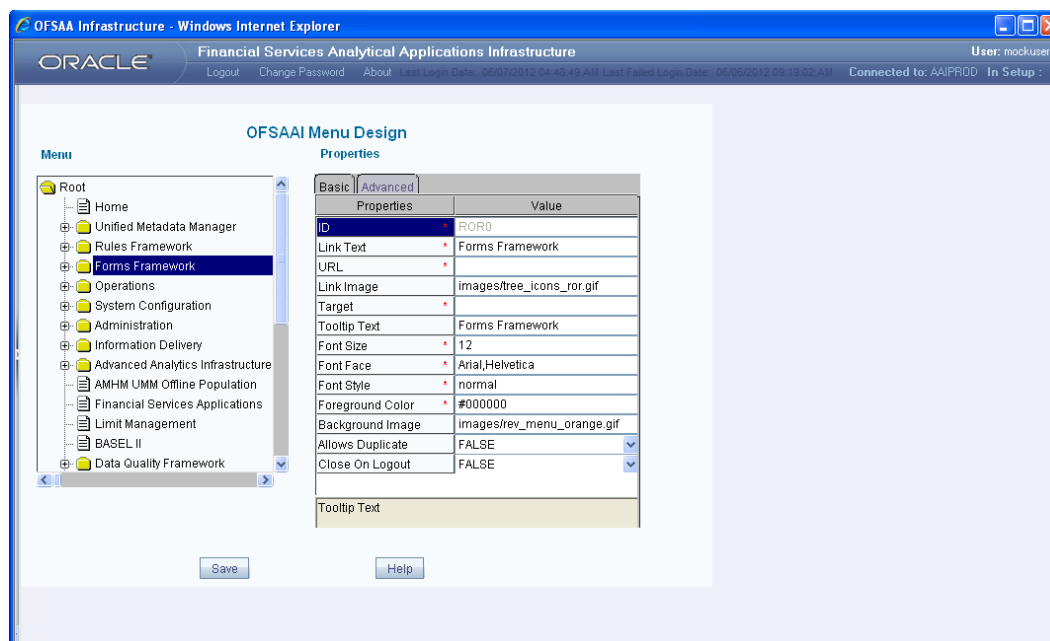 OFSAA Infrastructure - Windows Internet Explorer
ORACLE
Financial Services Analytical Applications Infrastructure
User: mockuser
Logout Change Password About Last Login Date: 06/07/2012 04:48:49 AM Last Failed Login Date: 06/06/2012 09:19:02 AM Connected to: AAIPROD In Setup :
OFSAAI Menu Design
Menu
Properties
Root
Home
Unified Metadata Manager
Rules Framework
Forms Framework
Operations
System Configuration
Administration
Information Delivery
Advanced Analytics Infrastructure
AMHM UMM Offline Population
Financial Services Applications
Limit Management
BASEL II
Data Quality Framework
Basic Advanced
Properties Value
ID * ROR0
Link Text * Forms Framework
URL *
Link Image images/tree_icons_ror.gif
Target *
Tooltip Text Forms Framework
Font Size * 12
Font Face * Arial,Helvetica
Font Style * normal
Foreground Color * #000000
Background Image images/rev_menu_orange.gif
Allows Duplicate FALSE
Close On Logout FALSE
Tooltip Text
Save Help